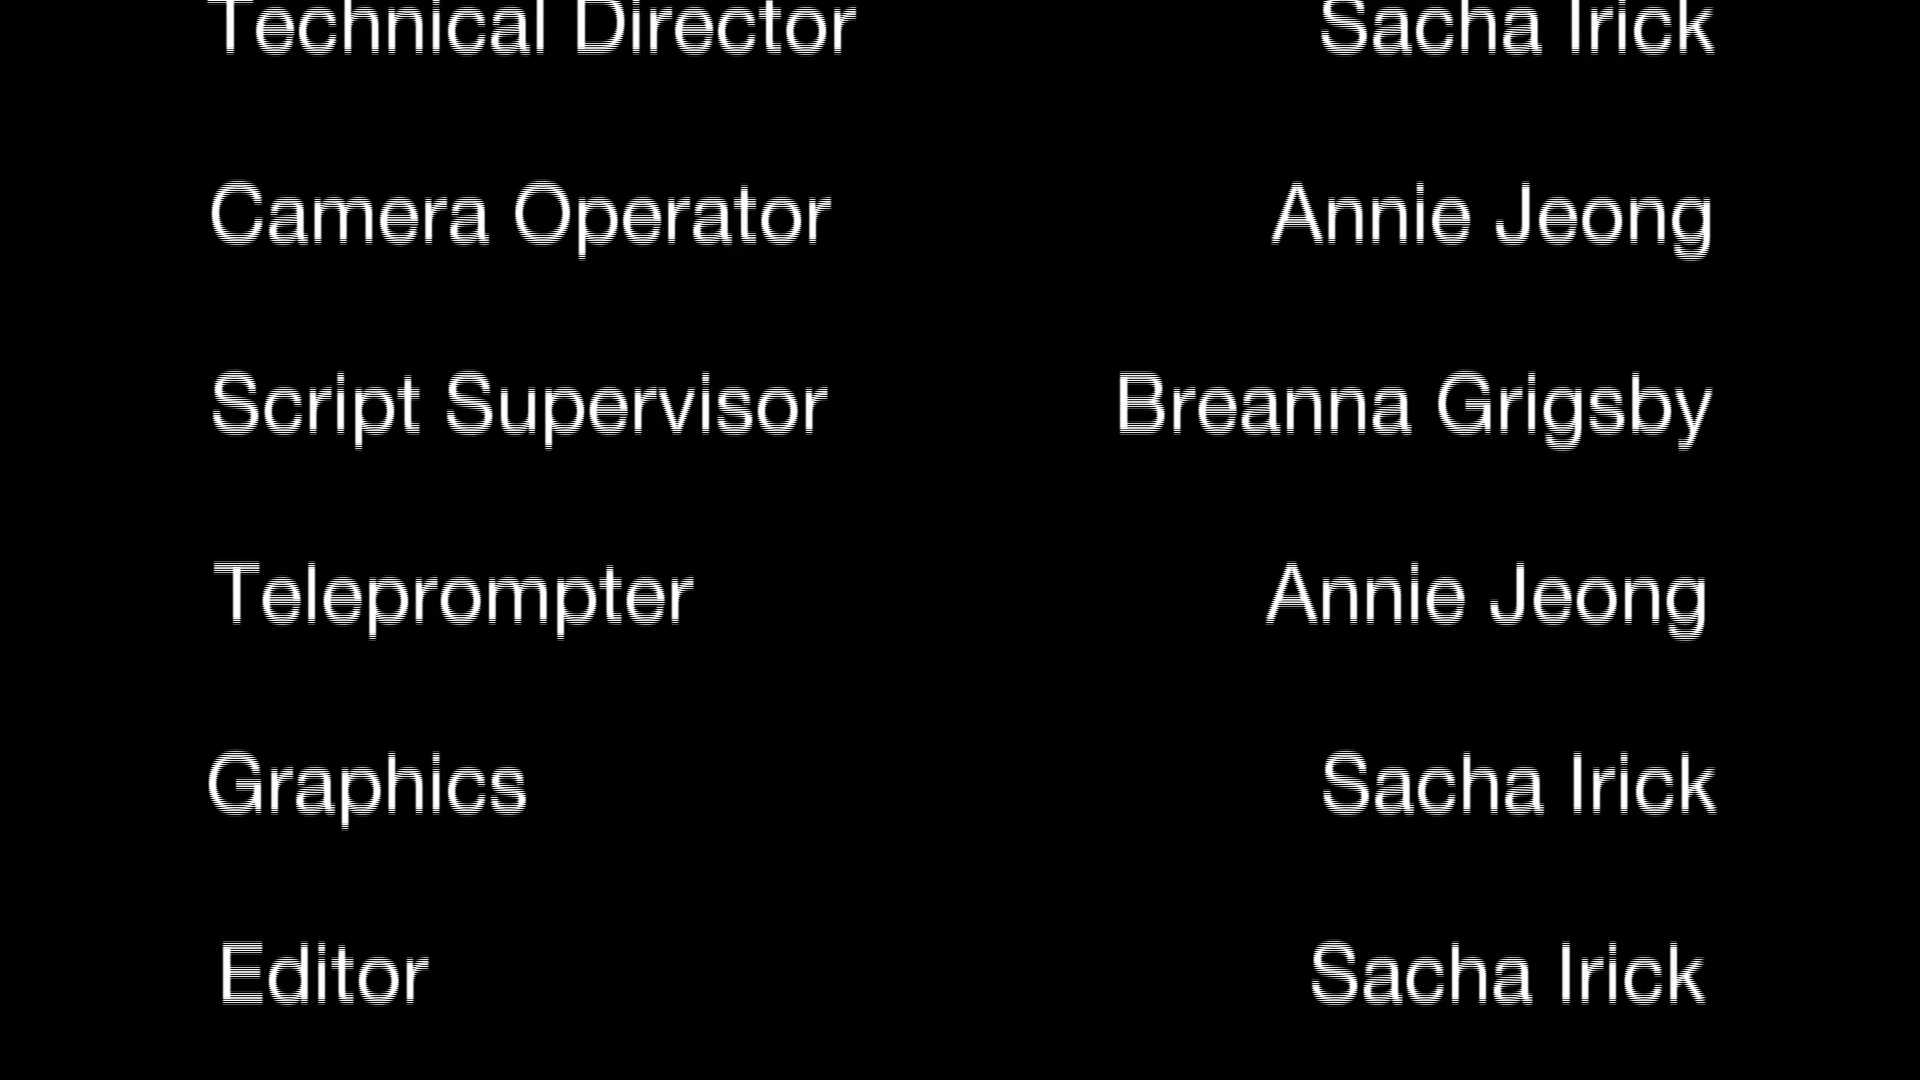 Technical Director Sacha Irick
Camera Operator Annie Jeong
Script Supervisor Breanna Grigsby
Teleprompter Annie Jeong
Graphics Sacha Irick
Editor Sacha Irick